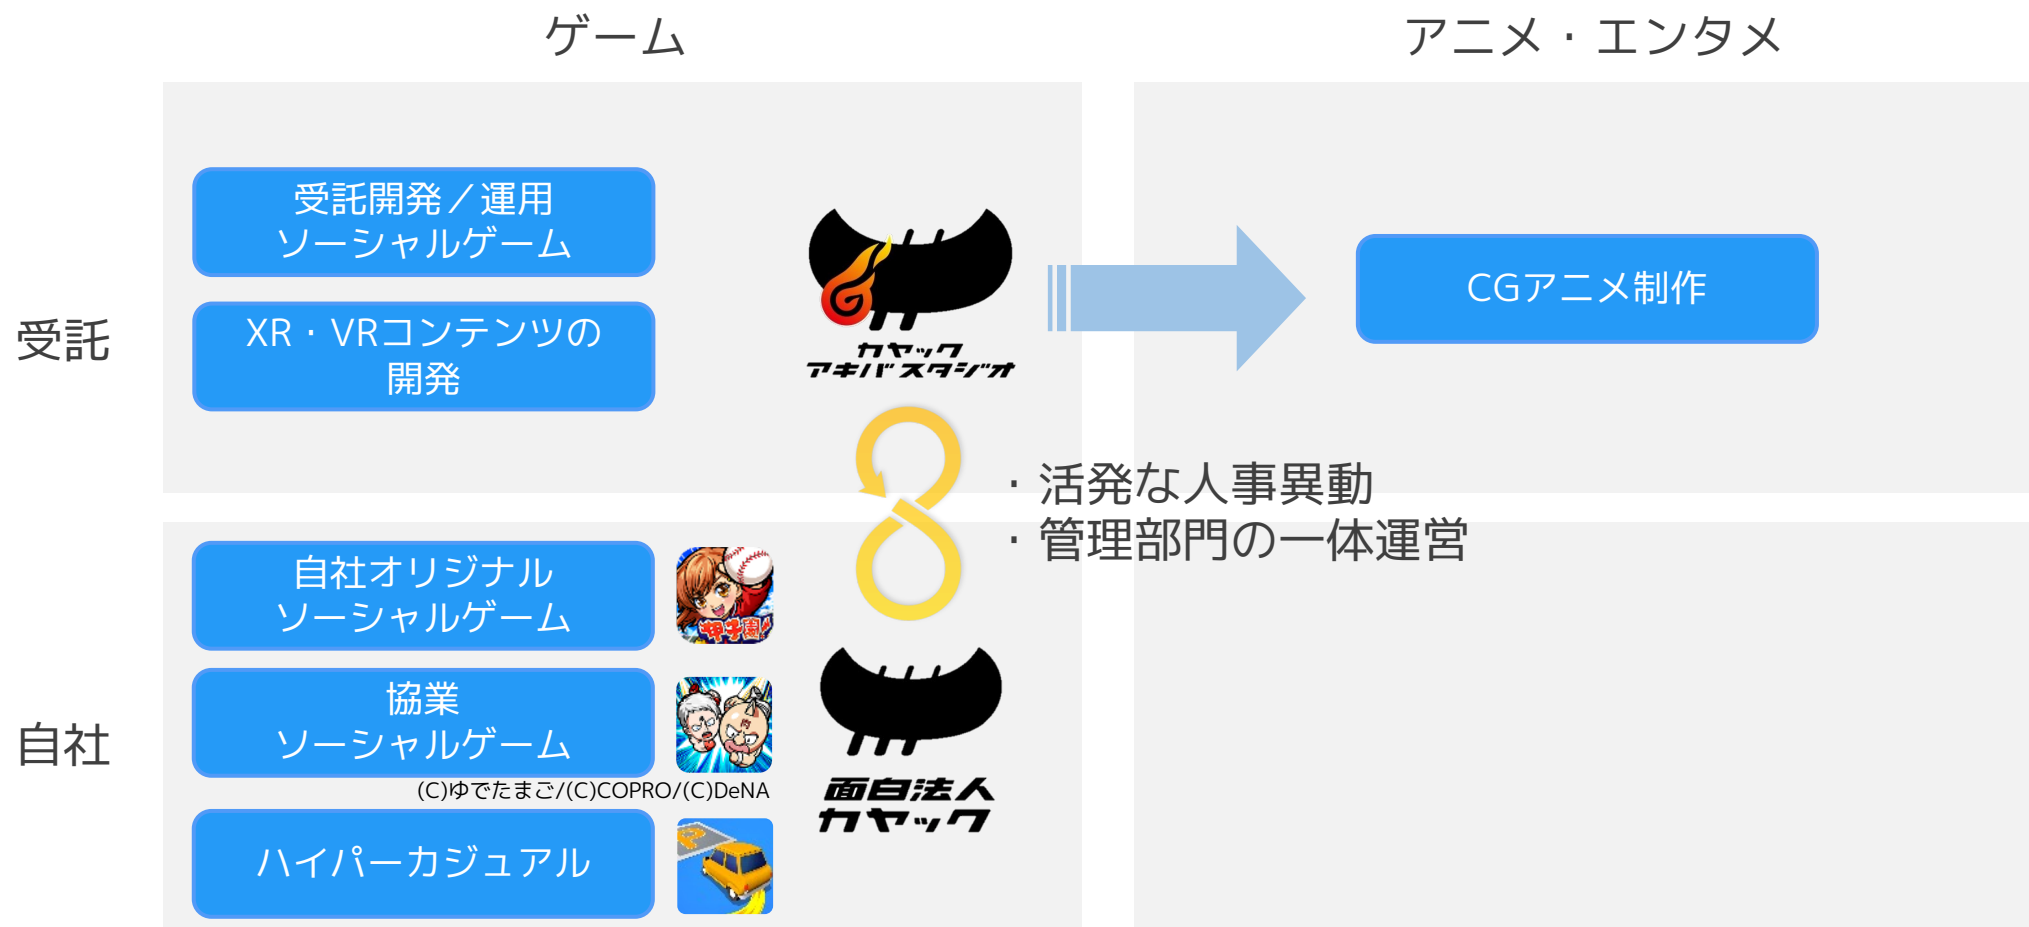 ゲーム
アニメ・エンタメ
受託
受託開発／運用
ソーシャルゲーム
XR・VRコンテンツの
開発
カヤック
アキバスタジオ
CGアニメ制作
・活発な人事異動
・管理部門の一体運営
自社
自社オリジナル
ソーシャルゲーム
甲子園
協業
ソーシャルゲーム
(C)ゆでたまご/(C)COPRO/(C)DeNA
面白法人
カヤック
ハイパーカジュアル
P